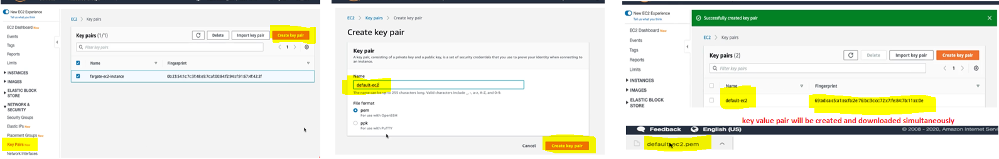 New EC2 Experience
Tell us what you think
EC2 Dashboard New
Events
Tags
Reports
Limits
INSTANCES
IMAGES
ELASTIC BLOCK
STORE
NETWORK &
SECURITY
Security Groups
Elastic IPs New
Placement Groups New
Key Pairs New
Network Interfaces
EC2 > Key pairs
Key pairs (1/1)
Delete
Import key pair
Create key pair
Filter key pairs
1
Name
Fingerprint
fargate-ec2-instance
0b:23:54:1c:7c:3f:48:e5:7c:af:00:84:f2:94:cf:91:67:4f:42:2f
EC2 > Key pairs > Create key pair
Create key pair
Key pair
A key pair, consisting of a private key and a public key, is a set of security credentials that you use to prove your identity when connecting to
an instance.
Name
default-ec2
The name can be up to 255 characters long. Valid characters include _, -, a-z, A-Z, and 0-9.
File format
pem
For use with OpenSSH
ppk
For use with PuTTY
Cancel
Create key pair
New EC2 Experience
Tell us what you think
EC2 Dashboard New
Events
Tags
Reports
Limits
INSTANCES
IMAGES
ELASTIC BLOCK
STORE
Successfully created key pair
EC2 > Key pairs
Key pairs (2)
Delete
Import key pair
Create key pair
Filter key pairs
1
Name
Fingerprint
default-ec2
69:ad:ca:c5:a1:ea:fa:2e:76:bc:3c:cc:72:c7:fe:84:7b:11:cc:0e
key value pair will be created and downloaded simultaneously
Feedback
English (US)
© 2008 - 2020, Amazon Internet Servi
default-ec2.pem